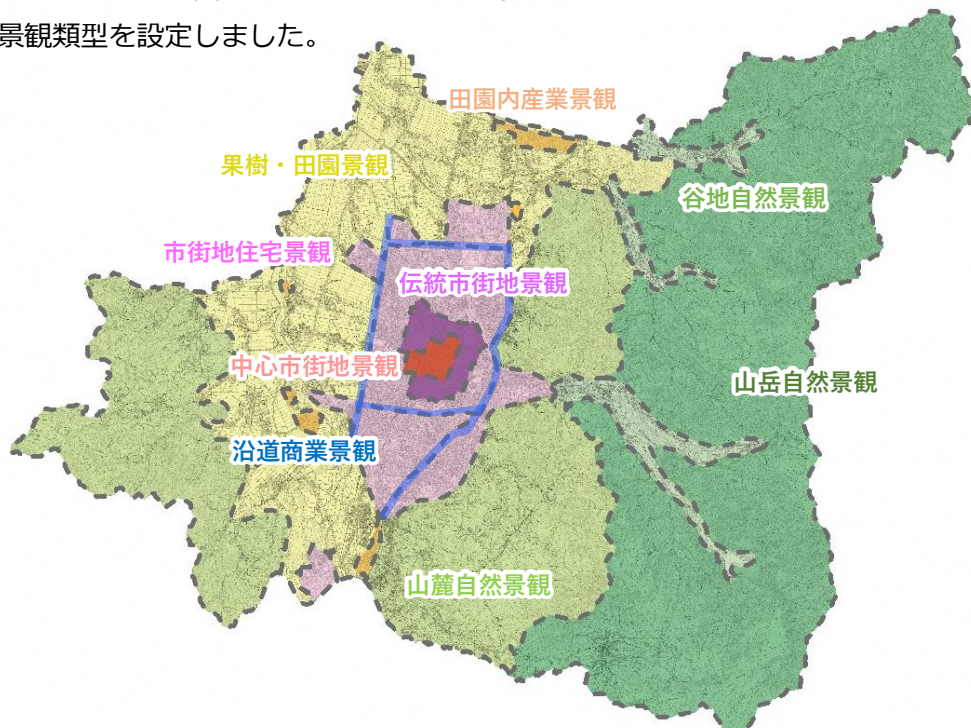 景観類型を設定しました。
田園内産業景観
果樹・田園景観
谷地自然景観
市街地住宅景観
伝統市街地景観
中心市街地景観
山岳自然景観
沿道商業景観
山麓自然景観